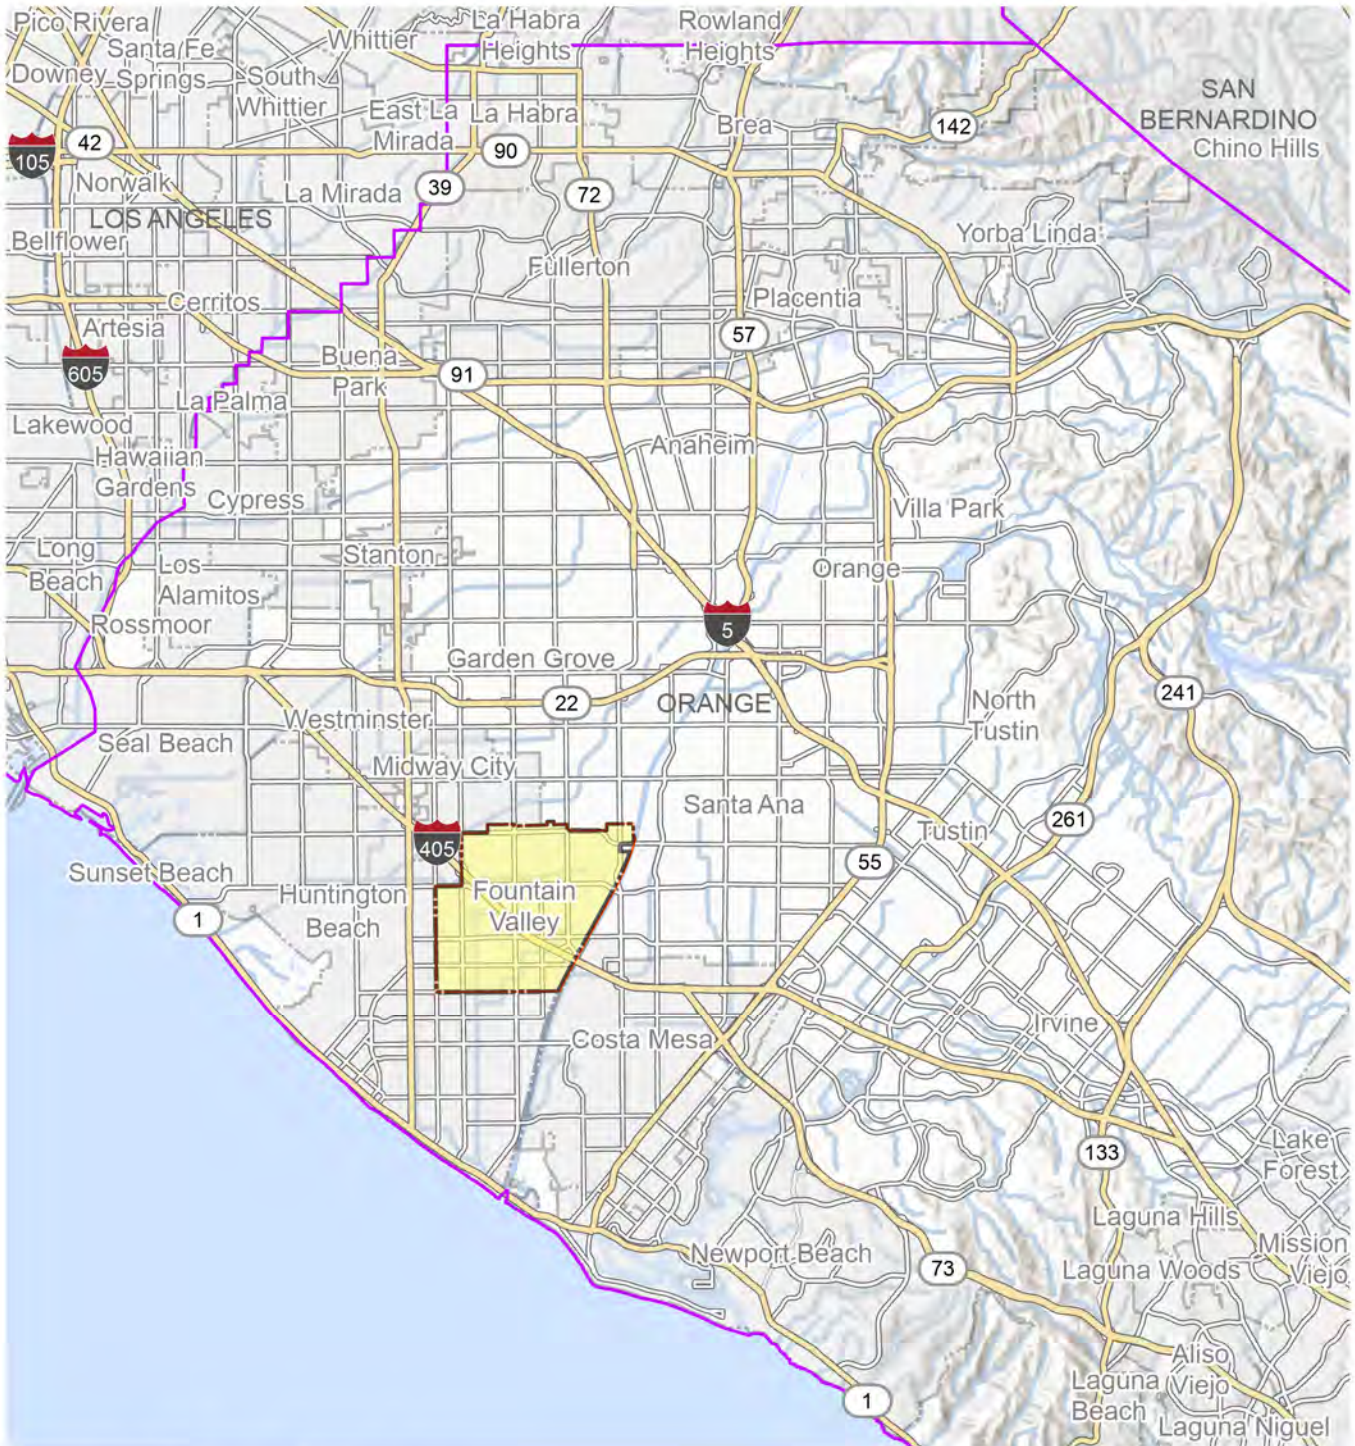 Pico Rivera
Santa Fe
Springs
Whittier
La Habra
Heights
Rowland
Heights
Downey
South
Whittier
East La
Mirada
La Habra
Brea
142
SAN
BERNARDINO
Chino Hills
105
42
90
Norwalk
La Mirada
39
72
LOS ANGELES
Bellflower
Fullerton
Yorba Linda
Cerritos
Placentia
Artesia
57
605
Buena
Park
91
La Palma
Lakewood
Anaheim
Hawaiian
Gardens
Cypress
Villa Park
Long
Beach
Los
Alamitos
Stanton
Orange
Rossmoor
5
Garden Grove
22
ORANGE
241
North
Tustin
Westminster
Seal Beach
Midway City
Santa Ana
261
Tustin
405
55
Sunset Beach
Huntington
Beach
Fountain
Valley
1
Irvine
Costa Mesa
133
Lake
Forest
Laguna Hills
Newport Beach
73
Laguna Woods
Mission
Viejo
Aliso
Viejo
Laguna
Beach
1
Laguna Niguel